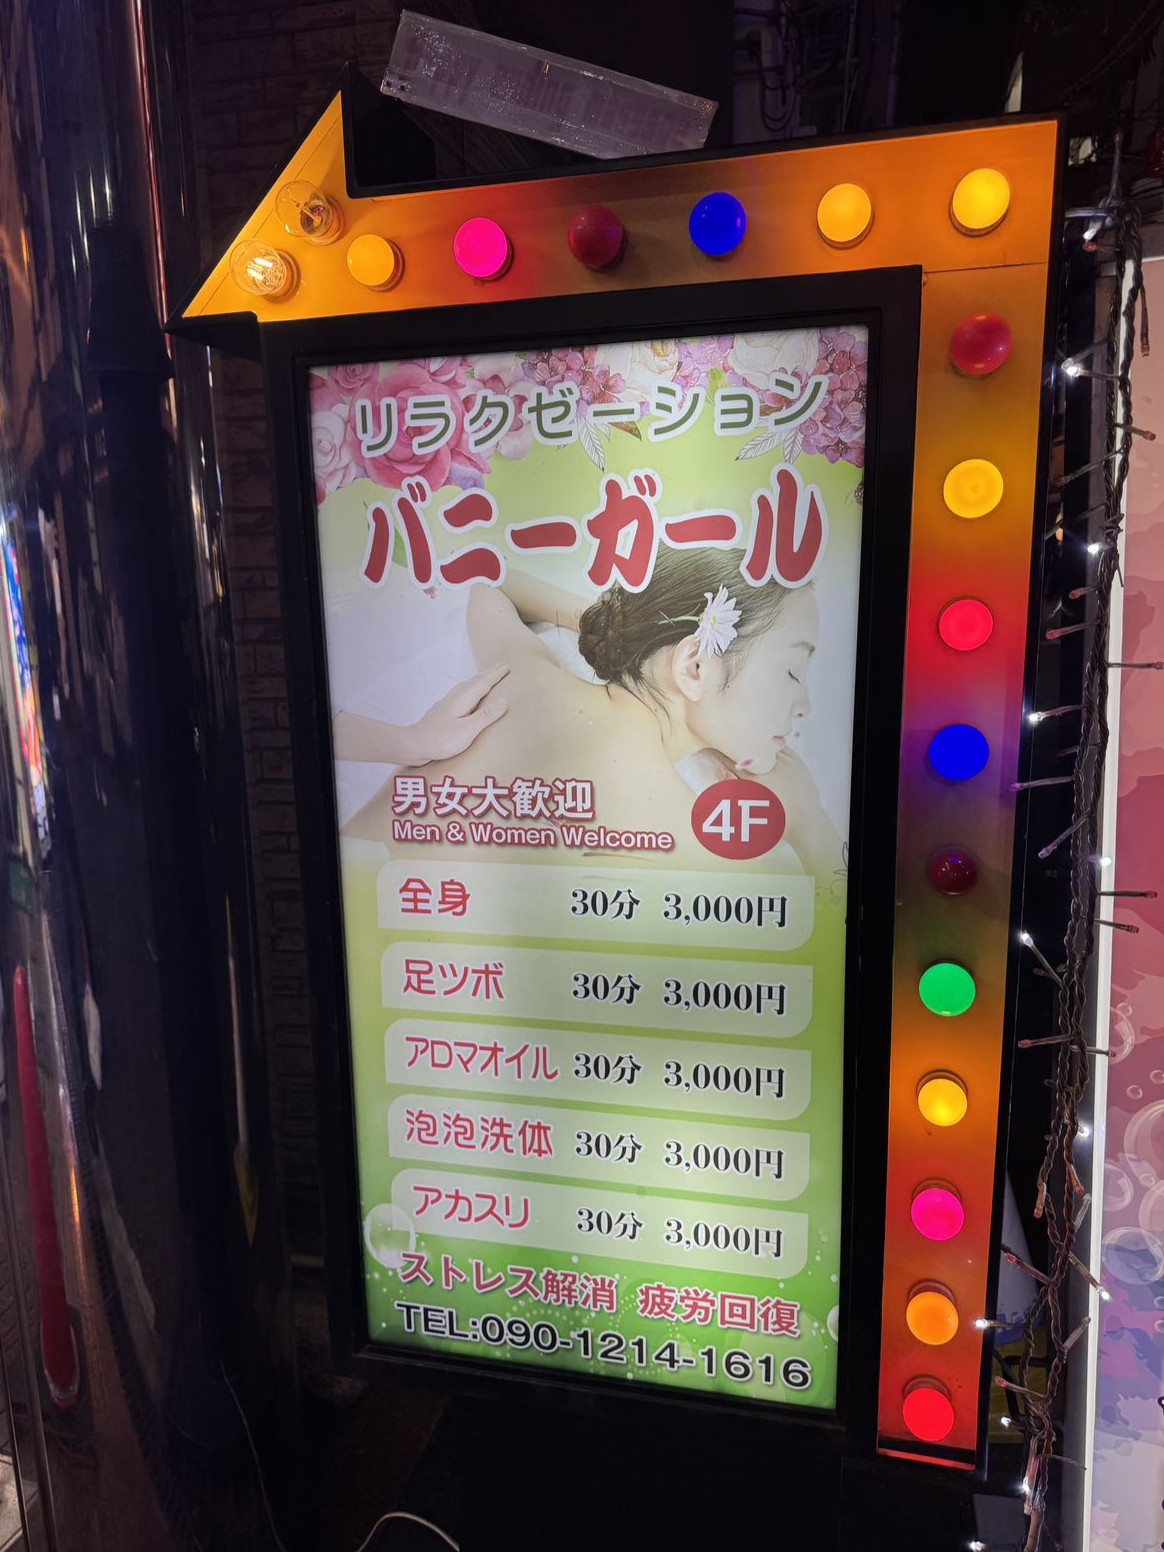 リラクゼーション
バニーガール
男女大歓迎
Men & Women Welcome
4F
全身 30分 3,000円
足ツボ 30分 3,000円
アロマオイル 30分 3,000円
泡泡洗体 30分 3,000円
アカスリ 30分 3,000円
ストレス解消 疲労回復
TEL:090-1214-1616